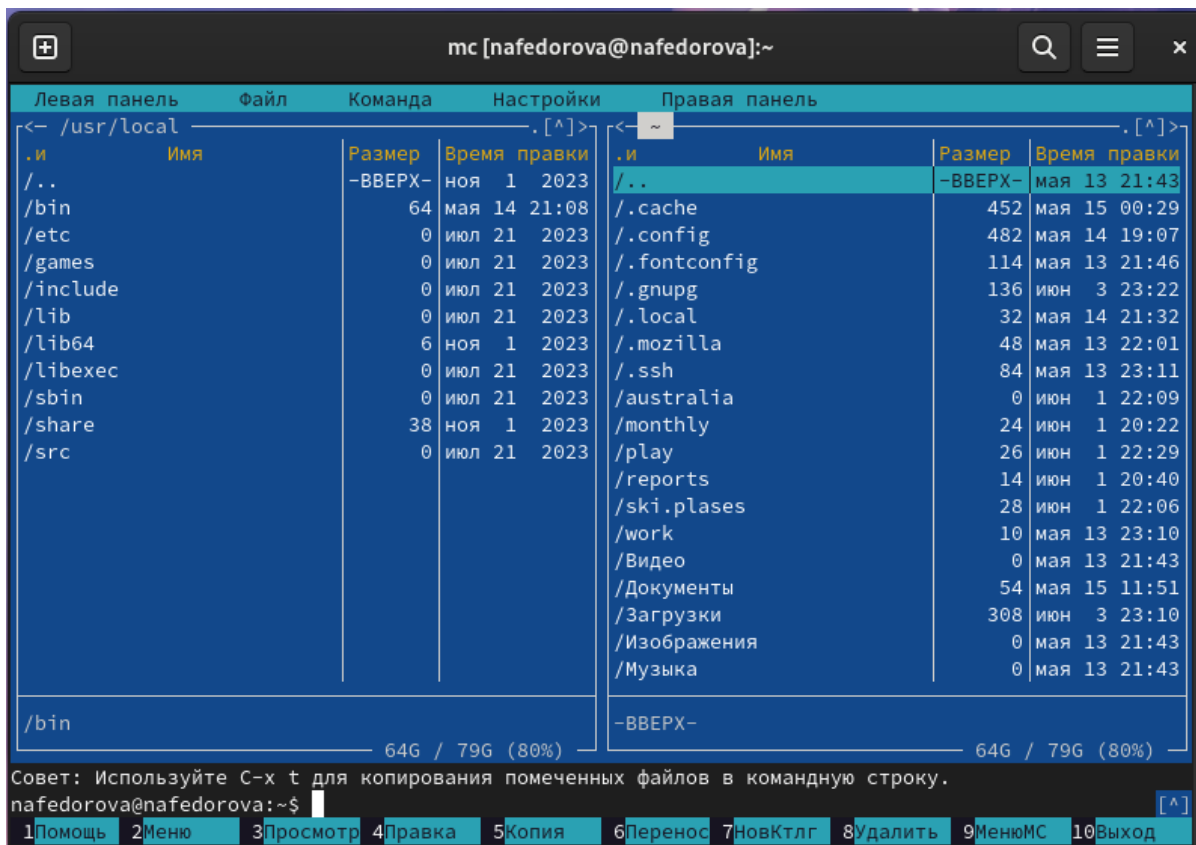 mc [nafedorova@nafedorova]:~
Левая панель Файл Команда Настройки Правая панель
<- /usr/local .[^]>
.и Имя Размер Время правки
/.. -ВВЕРХ- ноя 1 2023
/bin 64 мая 14 21:08
/etc 0 июл 21 2023
/games 0 июл 21 2023
/include 0 июл 21 2023
/lib 0 июл 21 2023
/lib64 6 ноя 1 2023
/libexec 0 июл 21 2023
/sbin 0 июл 21 2023
/share 38 ноя 1 2023
/src 0 июл 21 2023
/bin
64G / 79G (80%)
<- ~ .[^]>
.и Имя Размер Время правки
/.. -ВВЕРХ- мая 13 21:43
/.cache 452 мая 15 00:29
/.config 482 мая 14 19:07
/.fontconfig 114 мая 13 21:46
/.gnupg 136 июн 3 23:22
/.local 32 мая 14 21:32
/.mozilla 48 мая 13 22:01
/.ssh 84 мая 13 23:11
/australia 0 июн 1 22:09
/monthly 24 июн 1 20:22
/play 26 июн 1 22:29
/reports 14 июн 1 20:40
/ski.plases 28 июн 1 22:06
/work 10 мая 13 23:10
/Видео 0 мая 13 21:43
/Документы 54 мая 15 11:51
/Загрузки 308 июн 3 23:10
/Изображения 0 мая 13 21:43
/Музыка 0 мая 13 21:43
-ВВЕРХ-
64G / 79G (80%)
Совет: Используйте C-x t для копирования помеченных файлов в командную строку.
nafedorova@nafedorova:~$ [^]
1Помощь 2Меню 3Просмотр 4Правка 5Копия 6Перенос 7НовКтлг 8Удалить 9МенюМС 10Выход